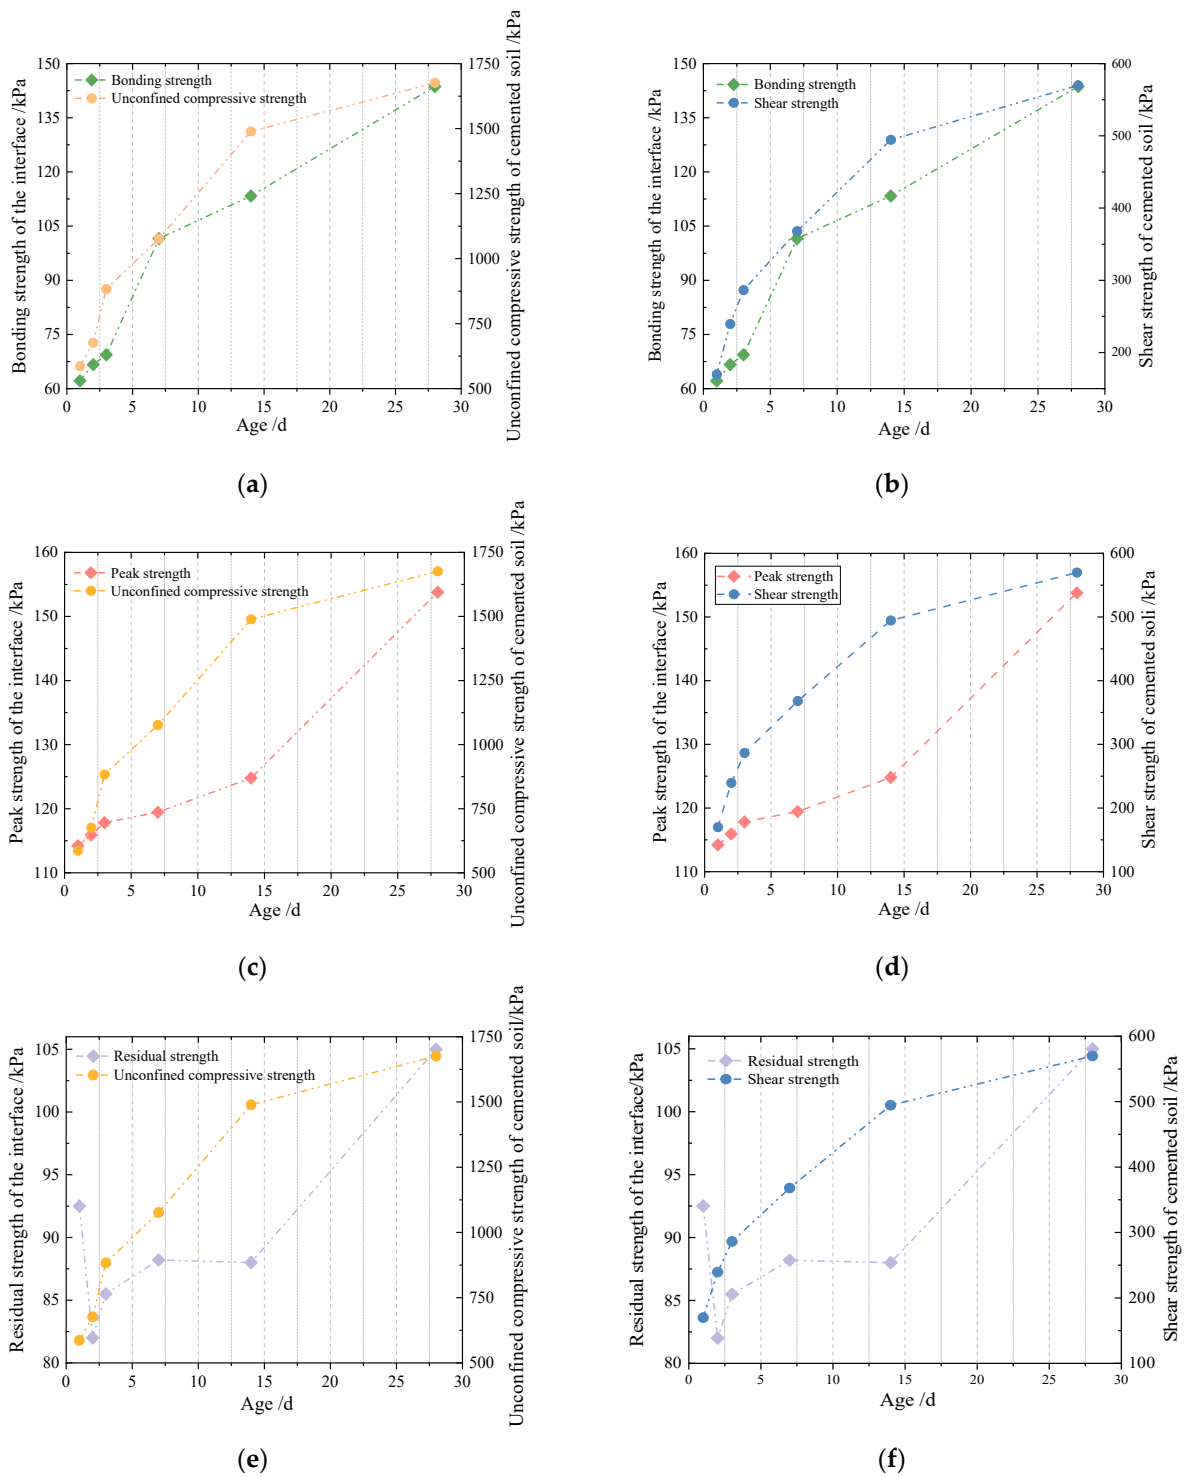 Bonding strength of the interface /kPa
150
135
120
105
90
75
60
Bonding strength
Unconfined compressive strength
1750
1500
1250
1000
750
500
Unconfined compressive strength of cemented soil /kPa
0 5 10 15 20 25 30
Age /d
(a)
Bonding strength of the interface /kPa
150
135
120
105
90
75
60
Bonding strength
Shear strength
600
500
400
300
200
Shear strength of cemented soil /kPa
0 5 10 15 20 25 30
Age /d
(b)
Peak strength of the interface /kPa
160
150
140
130
120
110
Peak strength
Unconfined compressive strength
1750
1500
1250
1000
750
500
Unconfined compressive strength of cemented soil /kPa
0 5 10 15 20 25 30
Age /d
(c)
Peak strength of the interface /kPa
160
150
140
130
120
110
Peak strength
Shear strength
600
500
400
300
200
100
Shear strength of cemented soli /kPa
0 5 10 15 20 25 30
Age /d
(d)
Residual strength of the interface /kPa
105
100
95
90
85
80
Residual strength
Unconfined compressive strength
1750
1500
1250
1000
750
500
Unconfined compressive strength of cemented soil/kPa
0 5 10 15 20 25 30
Age /d
(e)
Residual strength of the interface/kPa
105
100
95
90
85
80
Residual strength
Shear strength
600
500
400
300
200
100
Shear strength of cemented soil /kPa
0 5 10 15 20 25 30
Age /d
(f)